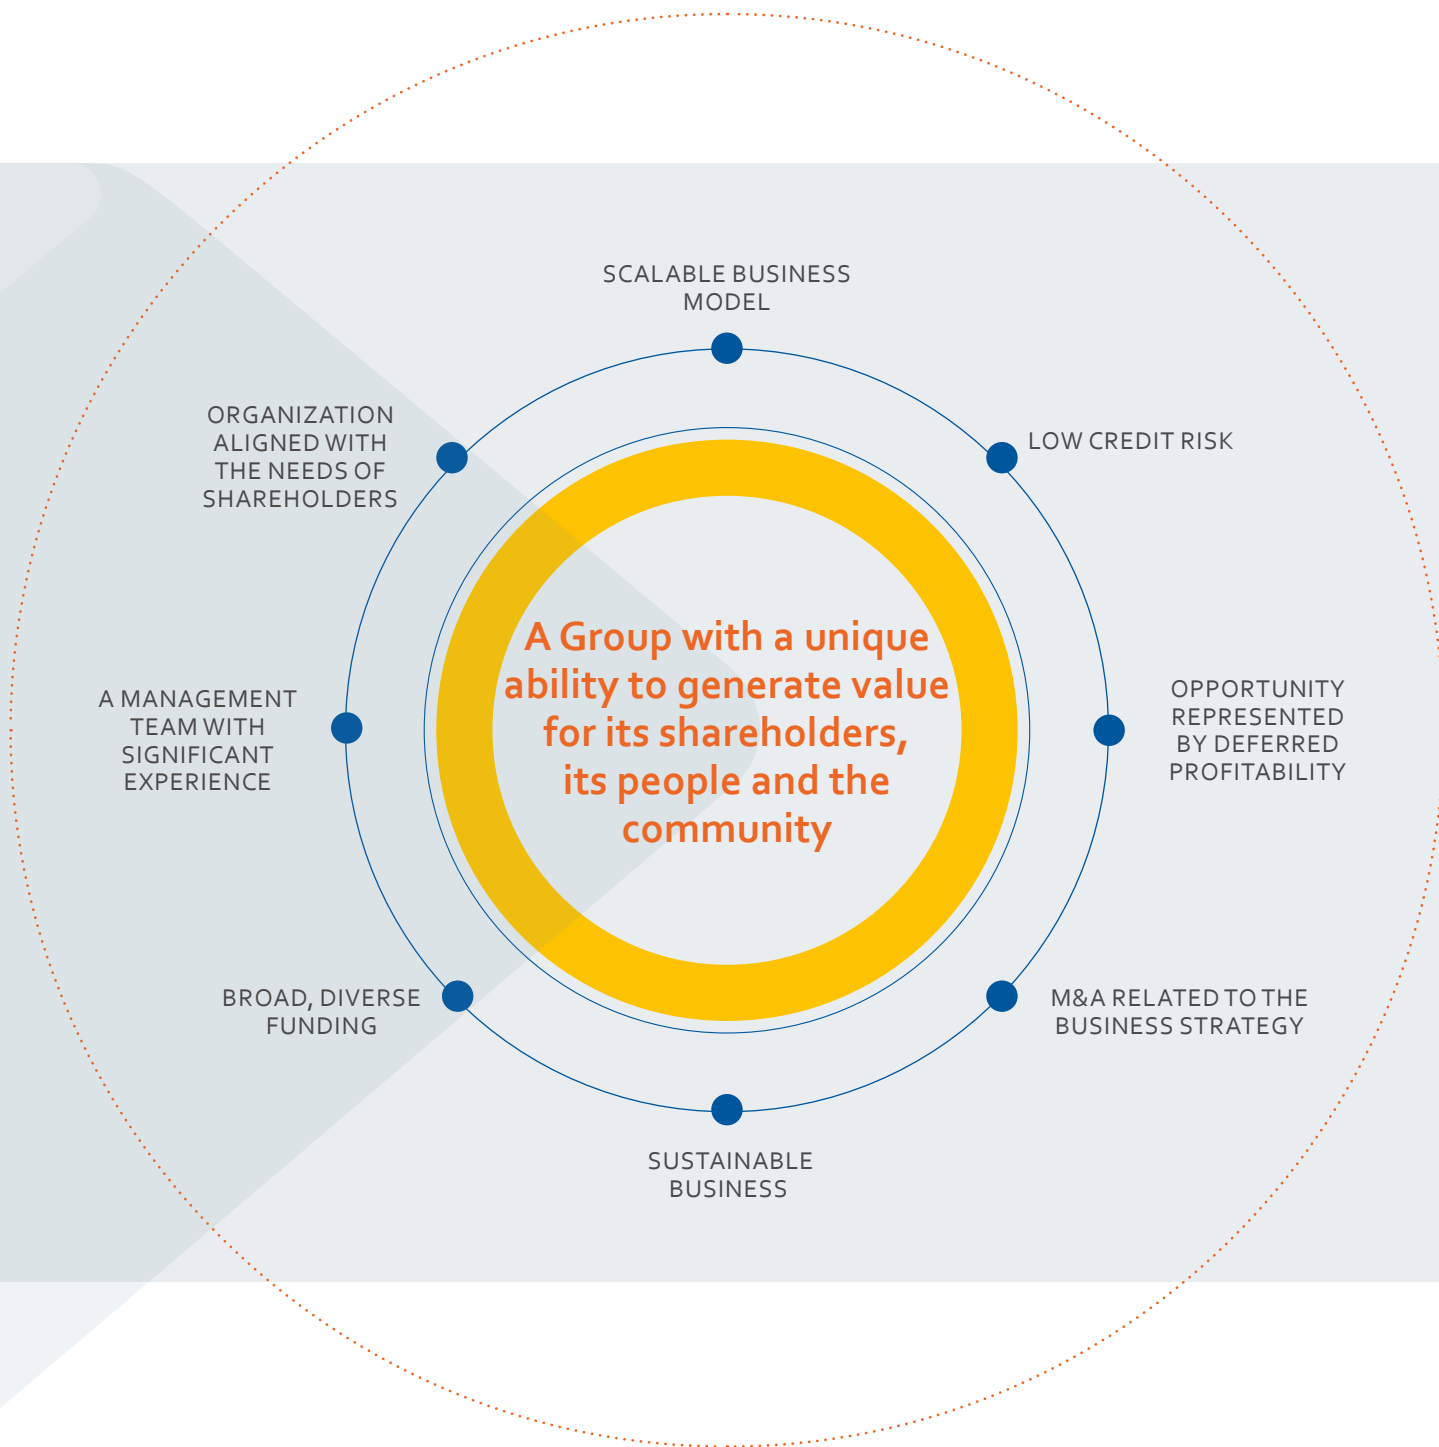 SCALABLE BUSINESS
MODEL
ORGANIZATION
ALIGNED WITH
THE NEEDS OF
SHAREHOLDERS
LOW CREDIT RISK
A Group with a unique
ability to generate value
for its shareholders,
its people and the
community
A MANAGEMENT
TEAM WITH
SIGNIFICANT
EXPERIENCE
OPPORTUNITY
REPRESENTED
BY DEFERRED
PROFITABILITY
BROAD, DIVERSE
FUNDING
M&A RELATED TO THE
BUSINESS STRATEGY
SUSTAINABLE
BUSINESS